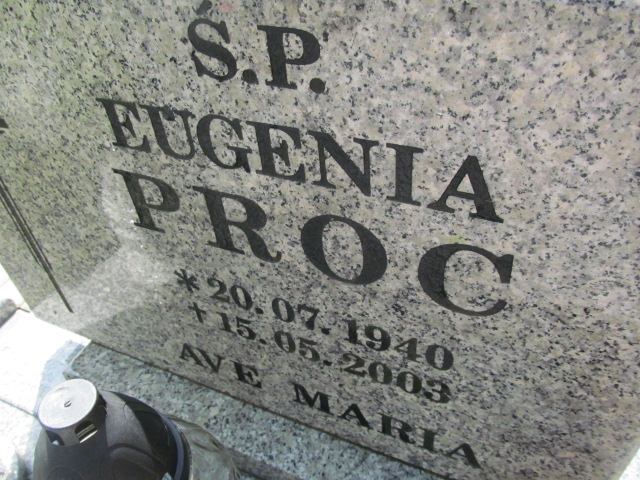 Ś.P.
EUGENIA
PROC
* 20.07.1940
† 15.05.2003
AVE MARIA